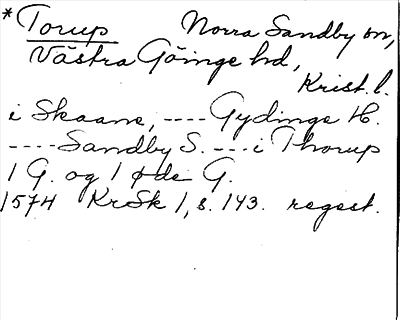 * Torup Norra Sandby sn,
Västra Göinge hd,
Krist. l.
i Skaane, ---- Gydinge H.
---- Sandby S. ---- i Thorup
1 G. og 1 øde G.
1574 KrSk 1, s. 143. regest.